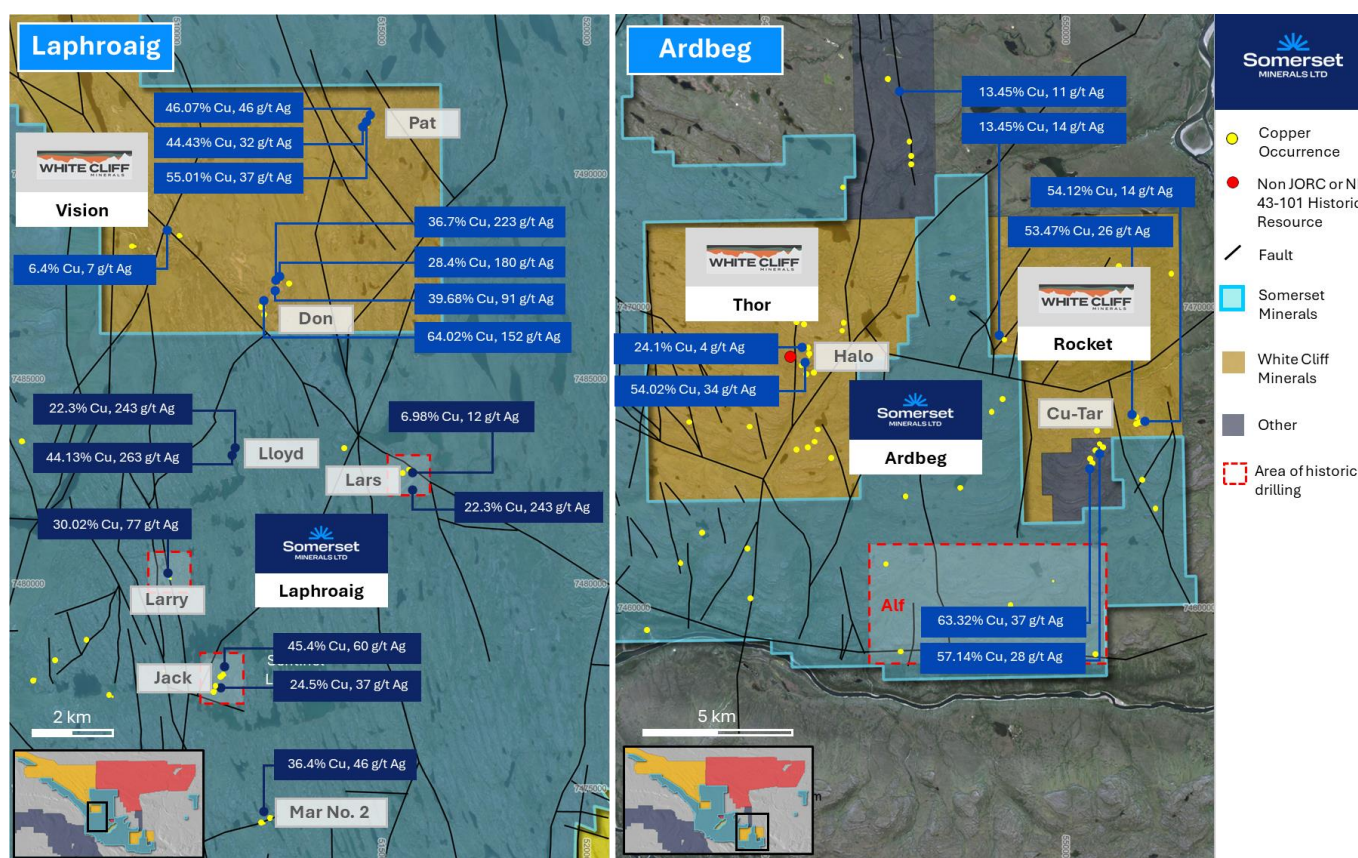 Laphroaig
46.07% Cu, 46 g/t Ag
44.43% Cu, 32 g/t Ag
55.01% Cu, 37 g/t Ag
Pat
WHITE CLIFF
MINERALS
Vision
7490000
36.7% Cu, 223 g/t Ag
28.4% Cu, 180 g/t Ag
39.68% Cu, 91 g/t Ag
64.02% Cu, 152 g/t Ag
6.4% Cu, 7 g/t Ag
Don
7485000
7485000
22.3% Cu, 243 g/t Ag
44.13% Cu, 263 g/t Ag
Lloyd
6.98% Cu, 12 g/t Ag
Lars
22.3% Cu, 243 g/t Ag
30.02% Cu, 77 g/t Ag
Somerset
MINERALS LTD
Laphroaig
7480000
7480000
Larry
45.4% Cu, 60 g/t Ag
24.5% Cu, 37 g/t Ag
Jack
2 km
36.4% Cu, 46 g/t Ag
Mar No. 2
Ardbeg
13.45% Cu, 11 g/t Ag
13.45% Cu, 14 g/t Ag
54.12% Cu, 14 g/t Ag
53.47% Cu, 26 g/t Ag
WHITE CLIFF
MINERALS
Thor
WHITE CLIFF
MINERALS
Rocket
7470000
7470000
24.1% Cu, 4 g/t Ag
54.02% Cu, 34 g/t Ag
Halo
Somerset
MINERALS LTD
Ardbeg
Cu-Tar
Alf
7460000
7460000
63.32% Cu, 37 g/t Ag
57.14% Cu, 28 g/t Ag
5 km
Somerset
MINERALS LTD
Copper
Occurrence
Non JORC or N
43-101 Historic
Resource
Fault
Somerset
Minerals
White Cliff
Minerals
Other
Area of historic
drilling